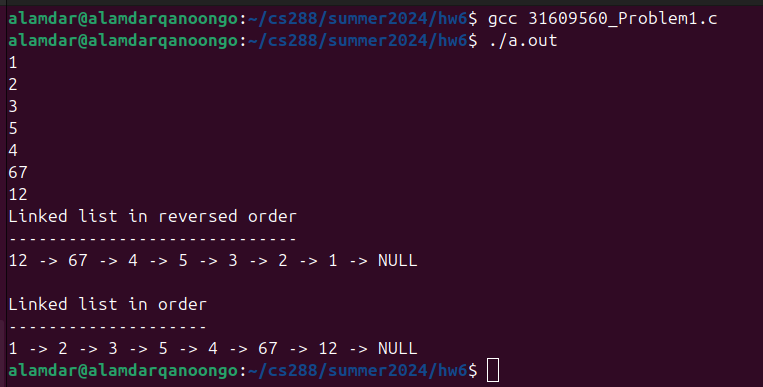 alamdar@alamdarqanoongo:~/cs288/summer2024/hw6$ gcc 31609560_Problem1.c
alamdar@alamdarqanoongo:~/cs288/summer2024/hw6$ ./a.out
1
2
3
5
4
67
12
Linked list in reversed order
-----------------------------
12 -> 67 -> 4 -> 5 -> 3 -> 2 -> 1 -> NULL

Linked list in order
--------------------
1 -> 2 -> 3 -> 5 -> 4 -> 67 -> 12 -> NULL
alamdar@alamdarqanoongo:~/cs288/summer2024/hw6$